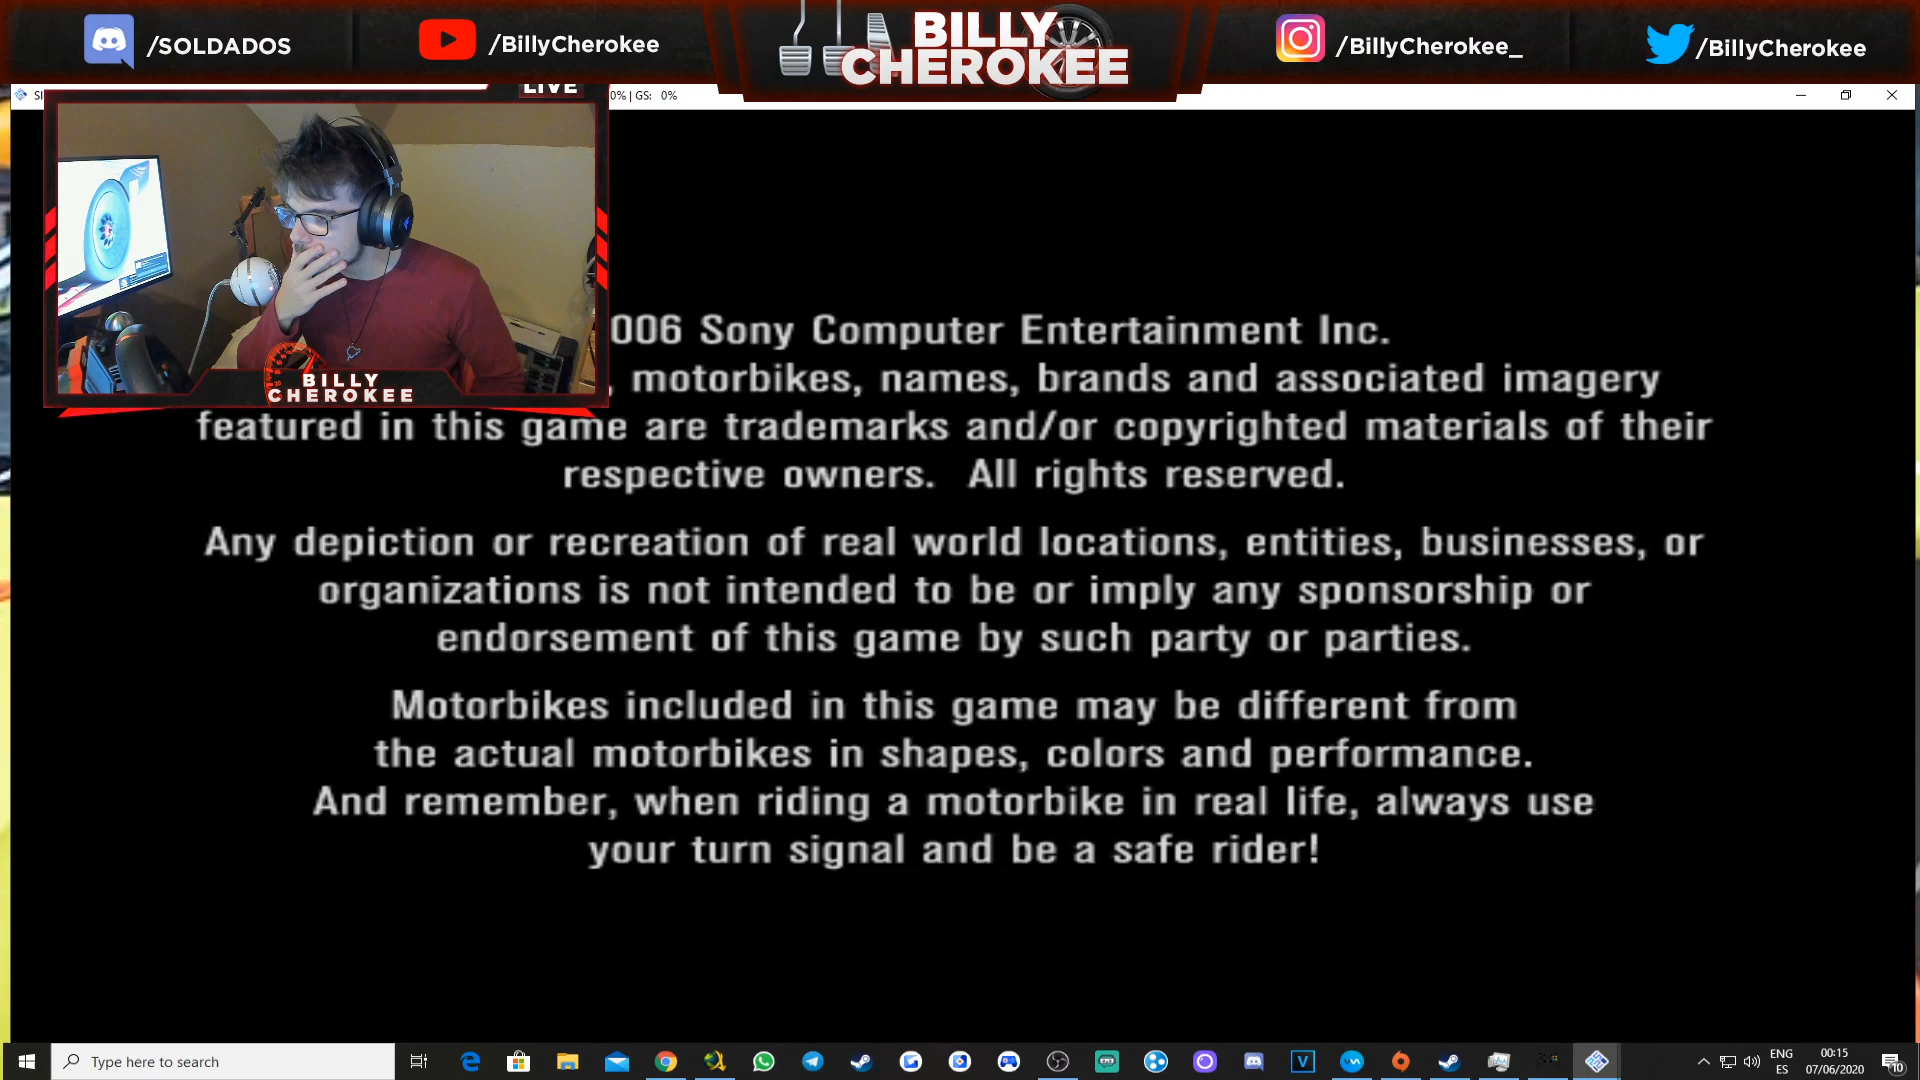 /SOLDADOS
/BillyCherokee
BILLY
CHEROKEE
/BillyCherokee_
/BillyCherokee
LIVE
0% | GS: 0%
BILLY
CHEROKEE
006 Sony Computer Entertainment Inc.
, motorbikes, names, brands and associated imagery
featured in this game are trademarks and/or copyrighted materials of their
respective owners. All rights reserved.
Any depiction or recreation of real world locations, entities, businesses, or
organizations is not intended to be or imply any sponsorship or
endorsement of this game by such party or parties.
Motorbikes included in this game may be different from
the actual motorbikes in shapes, colors and performance.
And remember, when riding a motorbike in real life, always use
your turn signal and be a safe rider!
Type here to search
ENG
ES
00:15
07/06/2020
10